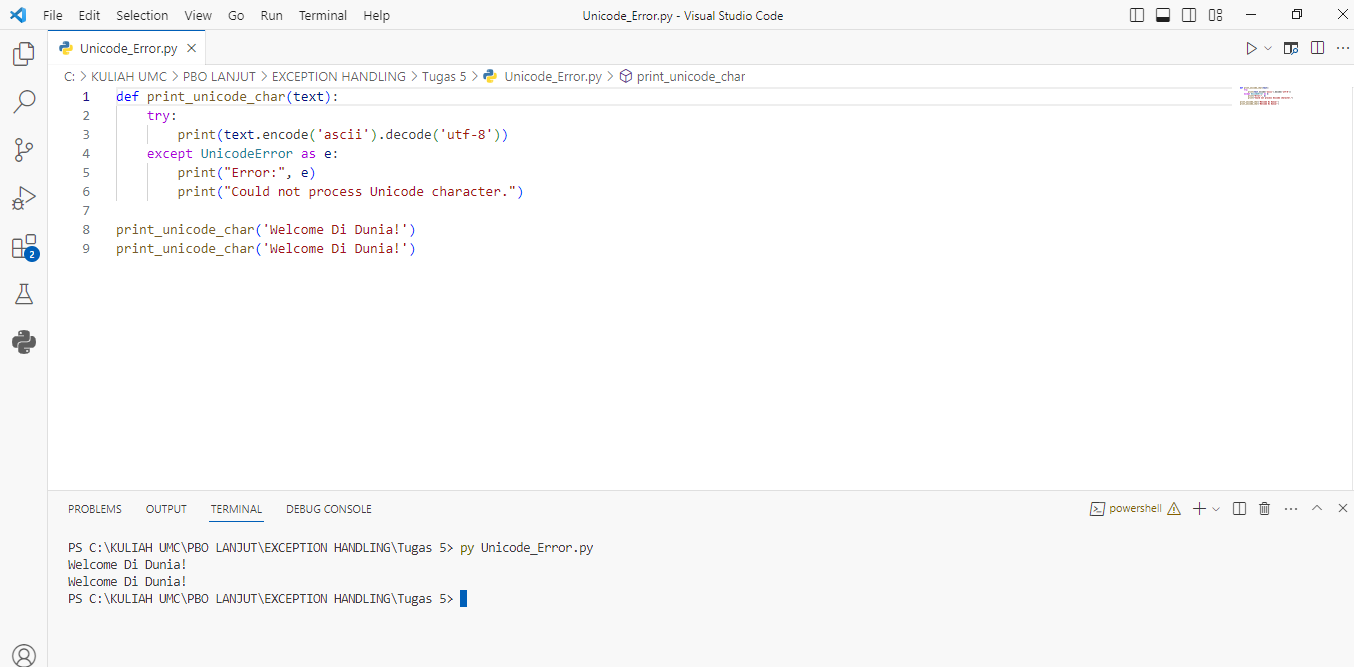 File Edit Selection View Go Run Terminal Help Unicode_Error.py - Visual Studio Code
Unicode_Error.py
C: > KULIAH UMC > PBO LANJUT > EXCEPTION HANDLING > Tugas 5 > Unicode_Error.py > print_unicode_char
1 def print_unicode_char(text):
2     try:
3         print(text.encode('ascii').decode('utf-8'))
4     except UnicodeError as e:
5         print("Error:", e)
6         print("Could not process Unicode character.")
7
8 print_unicode_char('Welcome Di Dunia!')
9 print_unicode_char('Welcome Di Dunia!')
2
PROBLEMS OUTPUT TERMINAL DEBUG CONSOLE powershell
PS C:\KULIAH UMC\PBO LANJUT\EXCEPTION HANDLING\Tugas 5> py Unicode_Error.py
Welcome Di Dunia!
Welcome Di Dunia!
PS C:\KULIAH UMC\PBO LANJUT\EXCEPTION HANDLING\Tugas 5>